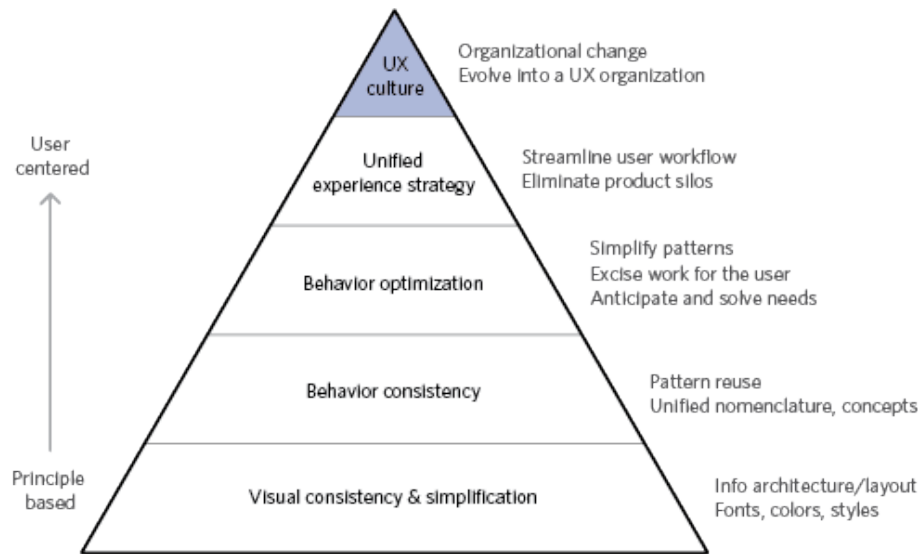 UX
culture
Organizational change
Evolve into a UX organization
User
centered
Unified
experience strategy
Streamline user workflow
Eliminate product silos
Behavior optimization
Simplify patterns
Excise work for the user
Anticipate and solve needs
Behavior consistency
Pattern reuse
Unified nomenclature, concepts
Principle
based
Visual consistency & simplification
Info architecture/layout
Fonts, colors, styles